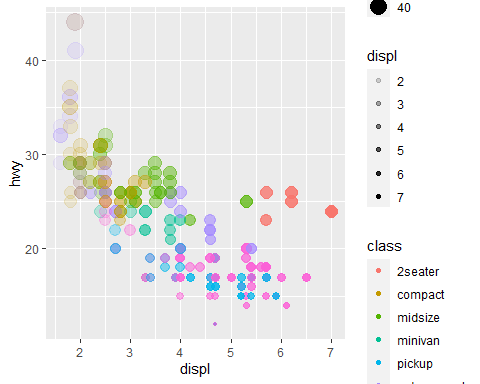 40
displ
2
3
4
5
6
7
class
2seater
compact
midsize
minivan
pickup
hwy
40
30
20
2
3
4
5
6
7
displ